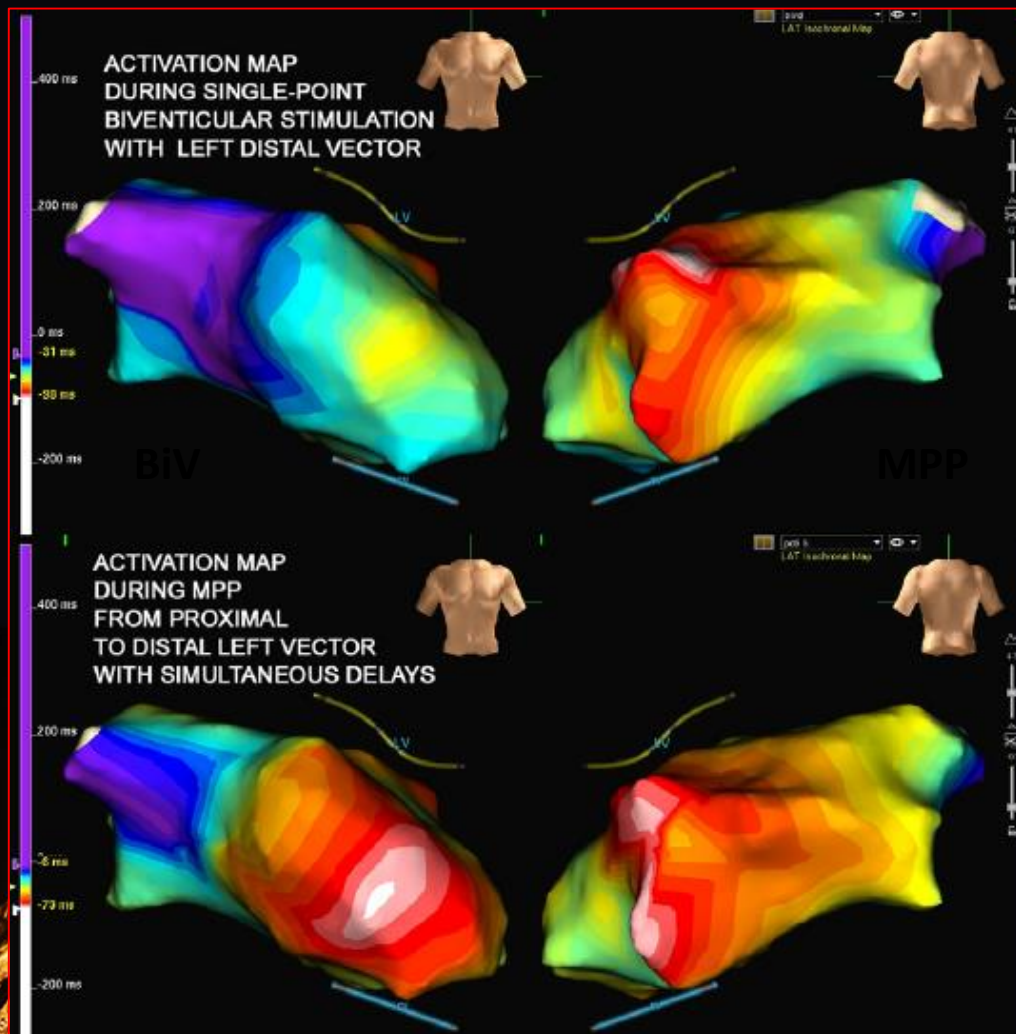 LAT Isochronal Map
400 ms
ACTIVATION MAP
DURING SINGLE-POINT
BIVENTICULAR STIMULATION
WITH LEFT DISTAL VECTOR
200 ms
LV
0 ms
-31 ms
-98 ms
-200 ms
BiV
MPP
LAT Isochronal Map
ACTIVATION MAP
DURING MPP
FROM PROXIMAL
TO DISTAL LEFT VECTOR
WITH SIMULTANEOUS DELAYS
400 ms
200 ms
LV
-6 ms
-73 ms
-200 ms